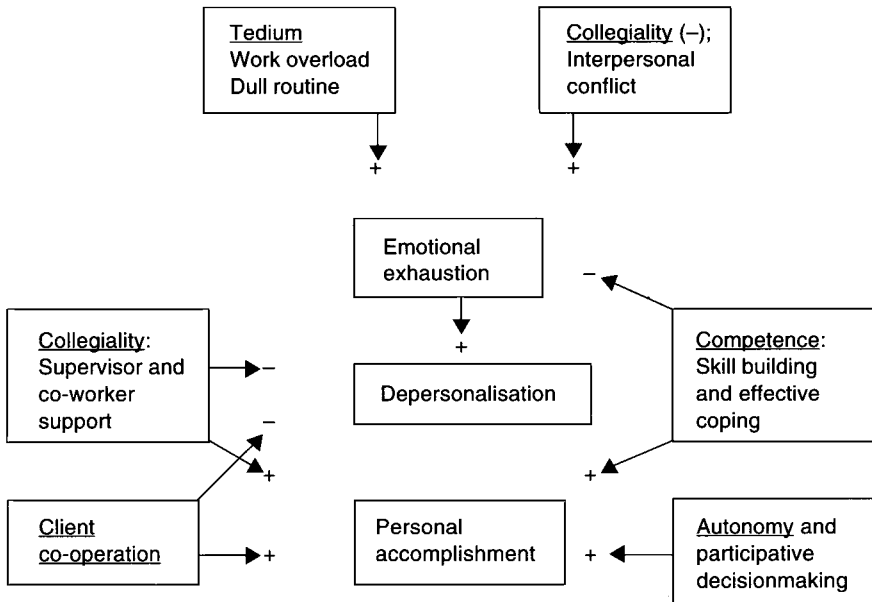 Tedium
Work overload
Dull routine
Collegiality (–);
Interpersonal
conflict
+
+
Emotional
exhaustion
–
+
Collegiality:
Supervisor and
co-worker
support
–
–
+
Depersonalisation
Competence:
Skill building
and effective
coping
+
Client
co-operation
+
Personal
accomplishment
+
Autonomy and
participative
decisionmaking